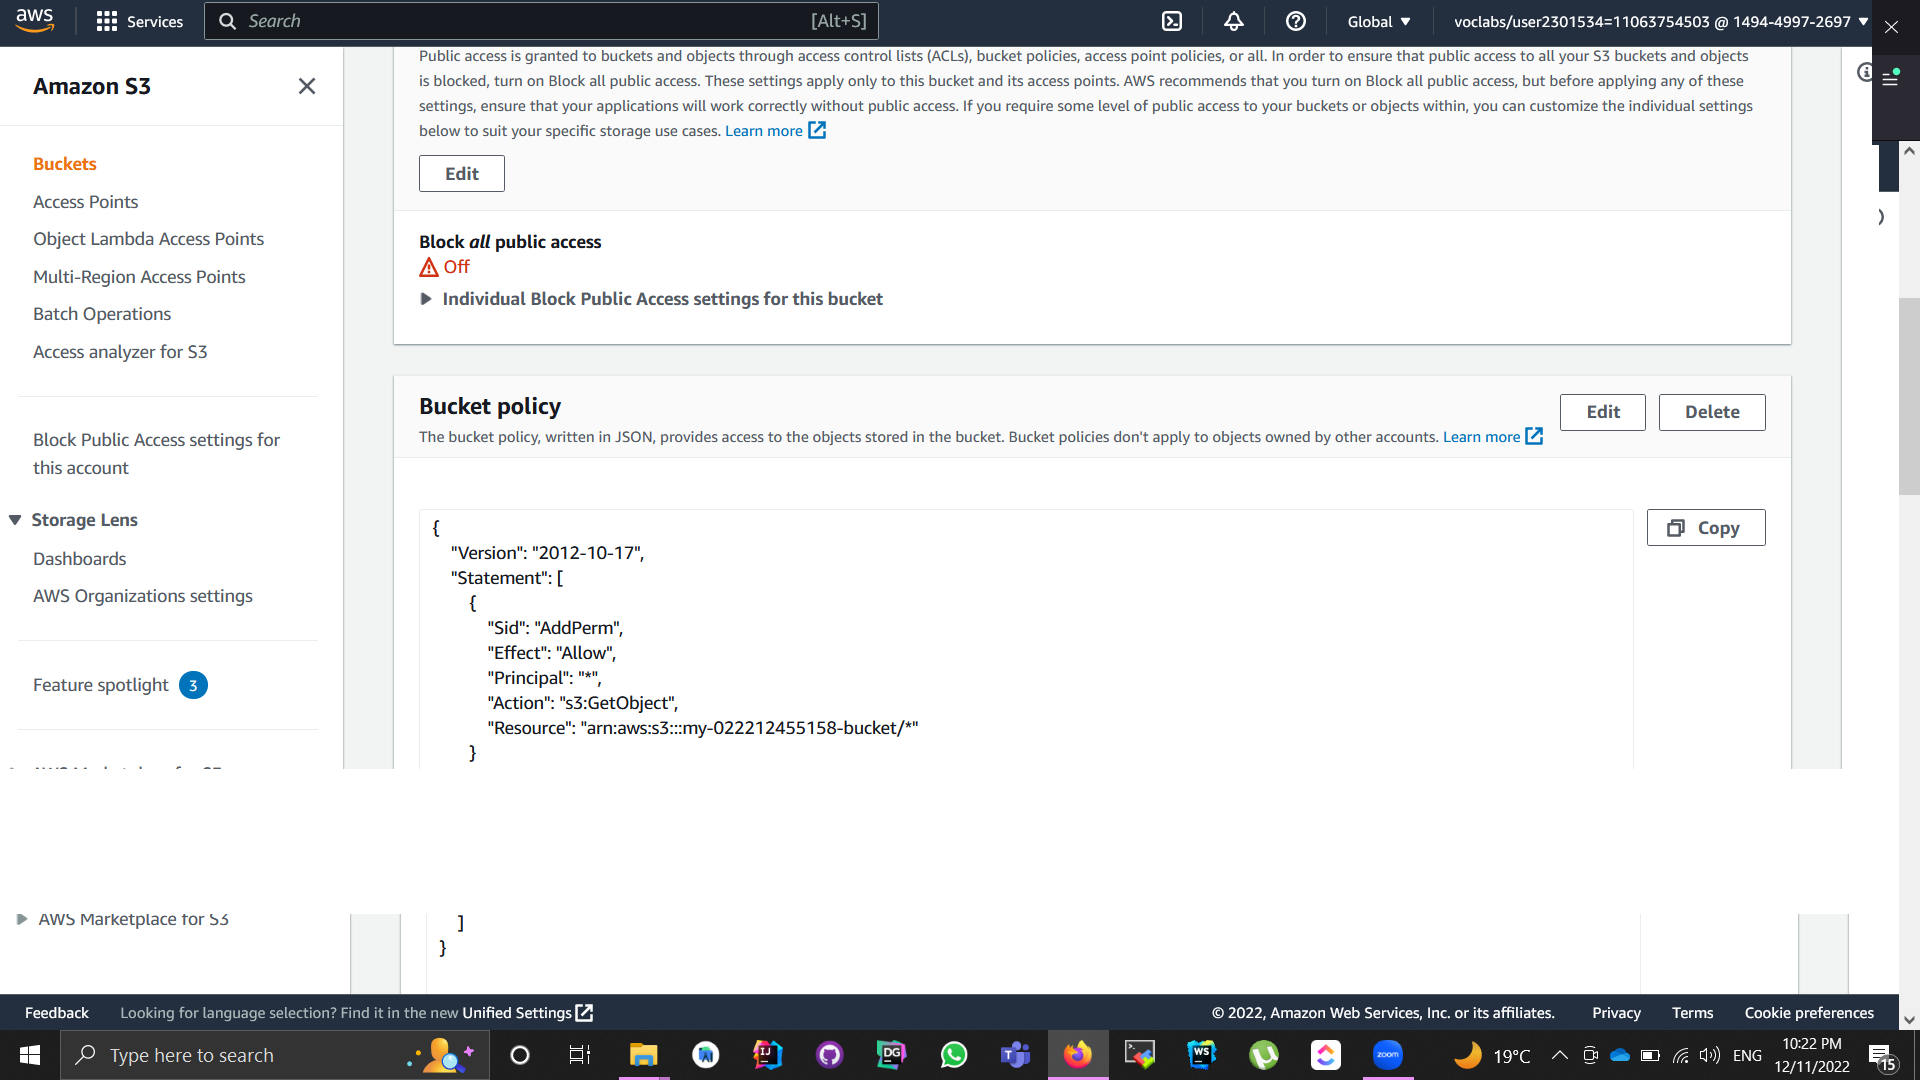 aws
Services
Search
[Alt+S]
Global
voclabs/user2301534=11063754503 @ 1494-4997-2697
Amazon S3
Buckets
Access Points
Object Lambda Access Points
Multi-Region Access Points
Batch Operations
Access analyzer for S3
Block Public Access settings for
this account
Storage Lens
Dashboards
AWS Organizations settings
Feature spotlight 3
AWS Marketplace for S3
Public access is granted to buckets and objects through access control lists (ACLs), bucket policies, access point policies, or all. In order to ensure that public access to all your S3 buckets and objects
is blocked, turn on Block all public access. These settings apply only to this bucket and its access points. AWS recommends that you turn on Block all public access, but before applying any of these
settings, ensure that your applications will work correctly without public access. If you require some level of public access to your buckets or objects within, you can customize the individual settings
below to suit your specific storage use cases. Learn more
Edit
Block all public access
Off
Individual Block Public Access settings for this bucket
Bucket policy
Edit
Delete
The bucket policy, written in JSON, provides access to the objects stored in the bucket. Bucket policies don't apply to objects owned by other accounts. Learn more
Copy
{
"Version": "2012-10-17",
"Statement": [
{
"Sid": "AddPerm",
"Effect": "Allow",
"Principal": "*",
"Action": "s3:GetObject",
"Resource": "arn:aws:s3:::my-022212455158-bucket/*"
}
]
}
AWS Marketplace for S3
Feedback
Looking for language selection? Find it in the new Unified Settings
© 2022, Amazon Web Services, Inc. or its affiliates.
Privacy
Terms
Cookie preferences
Type here to search
IJ
DG
WS
zoom
19°C
ENG
10:22 PM
12/11/2022
15